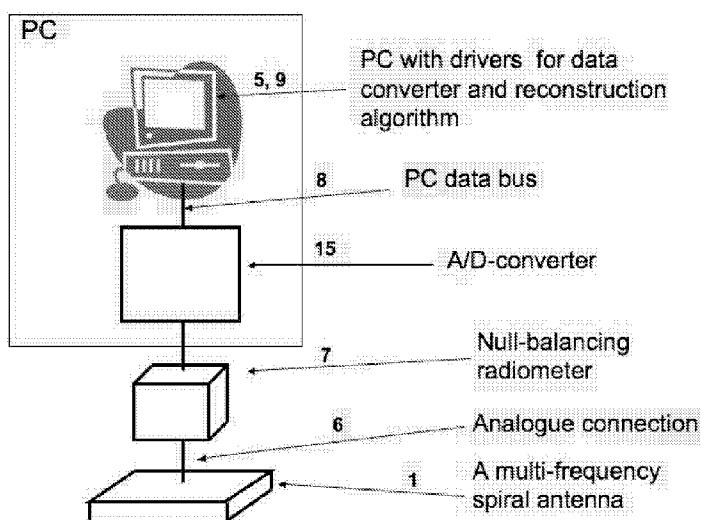 PC
5, 9
PC with drivers for data
converter and reconstruction
algorithm
8
PC data bus
15
A/D-converter
7
Null-balancing
radiometer
6
Analogue connection
1
A multi-frequency
spiral antenna